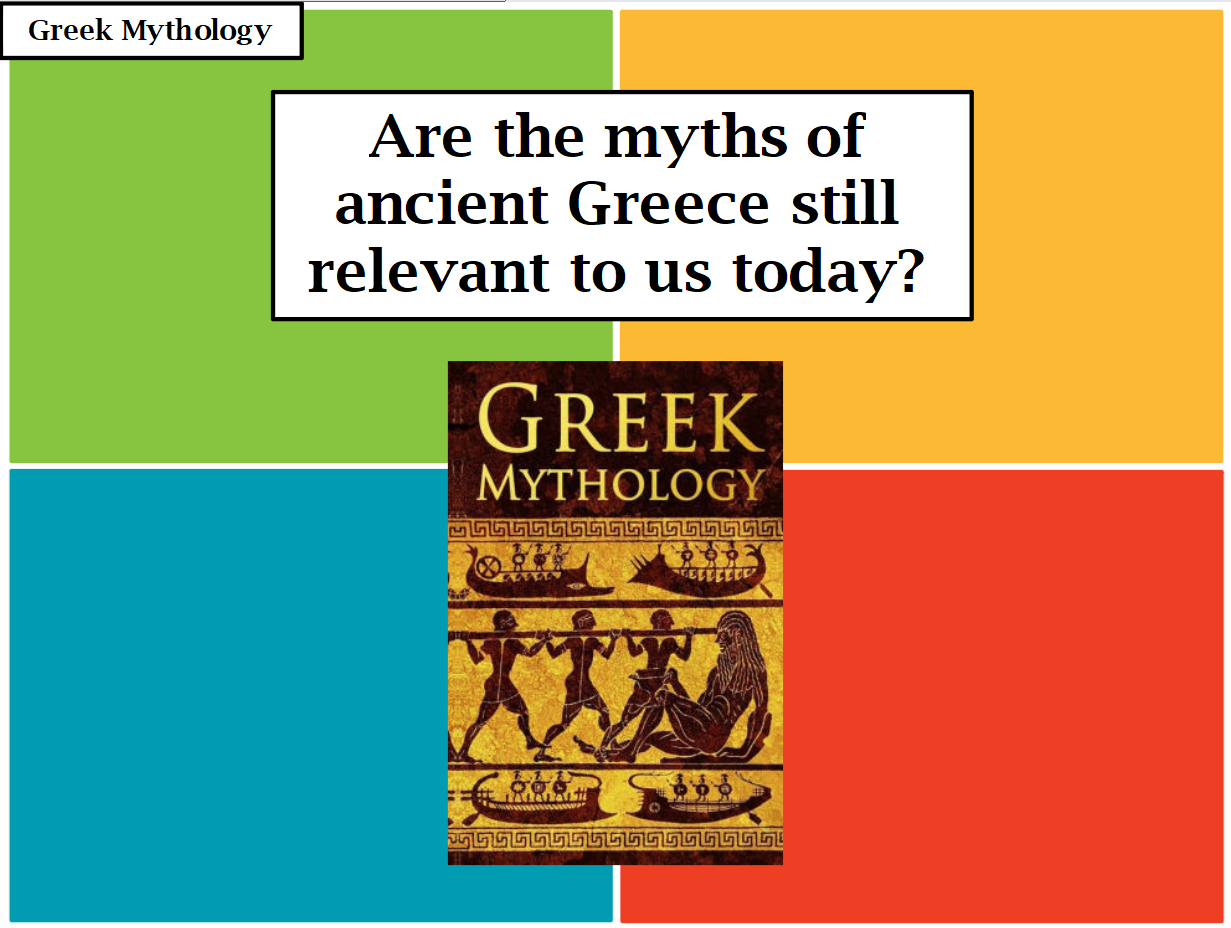 Greek Mythology
Are the myths of
ancient Greece still
relevant to us today?
GREEK
MYTHOLOGY